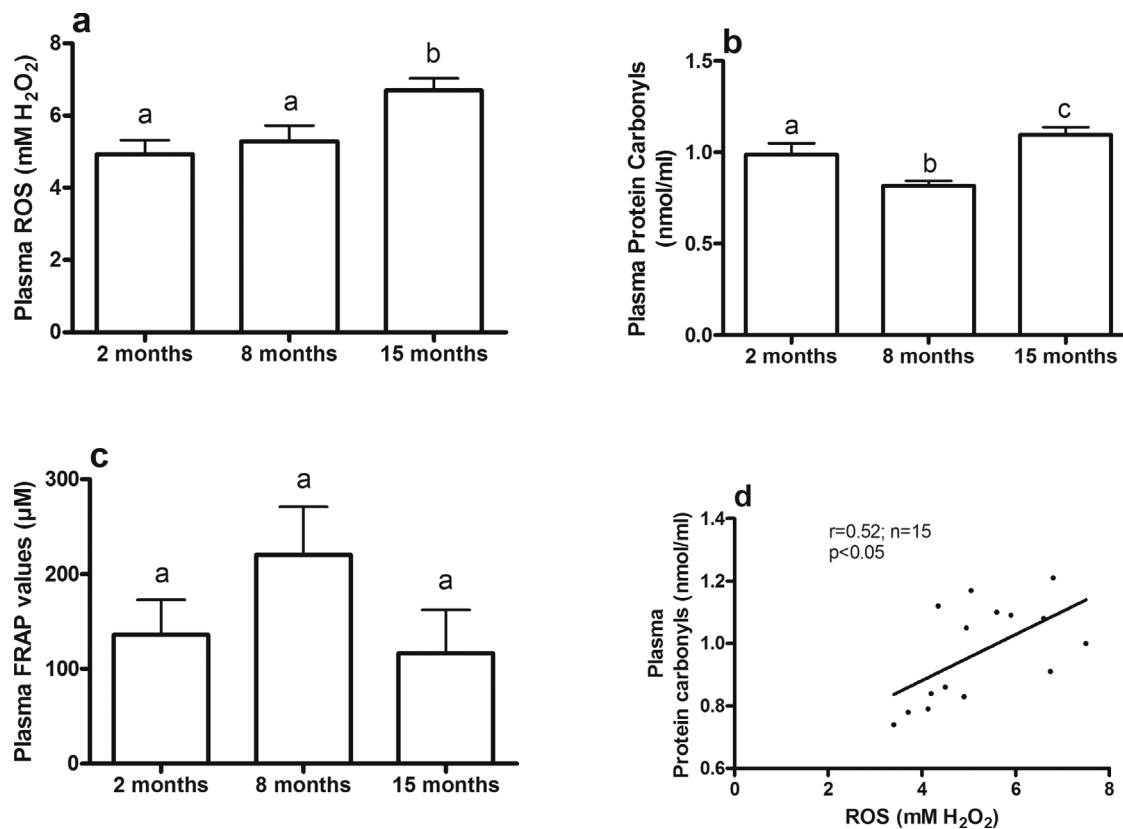 a
Plasma ROS (mM H₂O₂)
8
6
4
2
0
a
a
b
2 months
8 months
15 months
b
Plasma Protein Carbonyls
(nmol/ml)
1.5
1.0
0.5
0.0
a
b
c
2 months
8 months
15 months
c
Plasma FRAP values (µM)
300
200
100
0
a
a
a
2 months
8 months
15 months
d
Plasma
Protein carbonyls (nmol/ml)
1.4
1.2
1.0
0.8
0.6
r=0.52; n=15
p<0.05
0
2
4
6
8
ROS (mM H₂O₂)